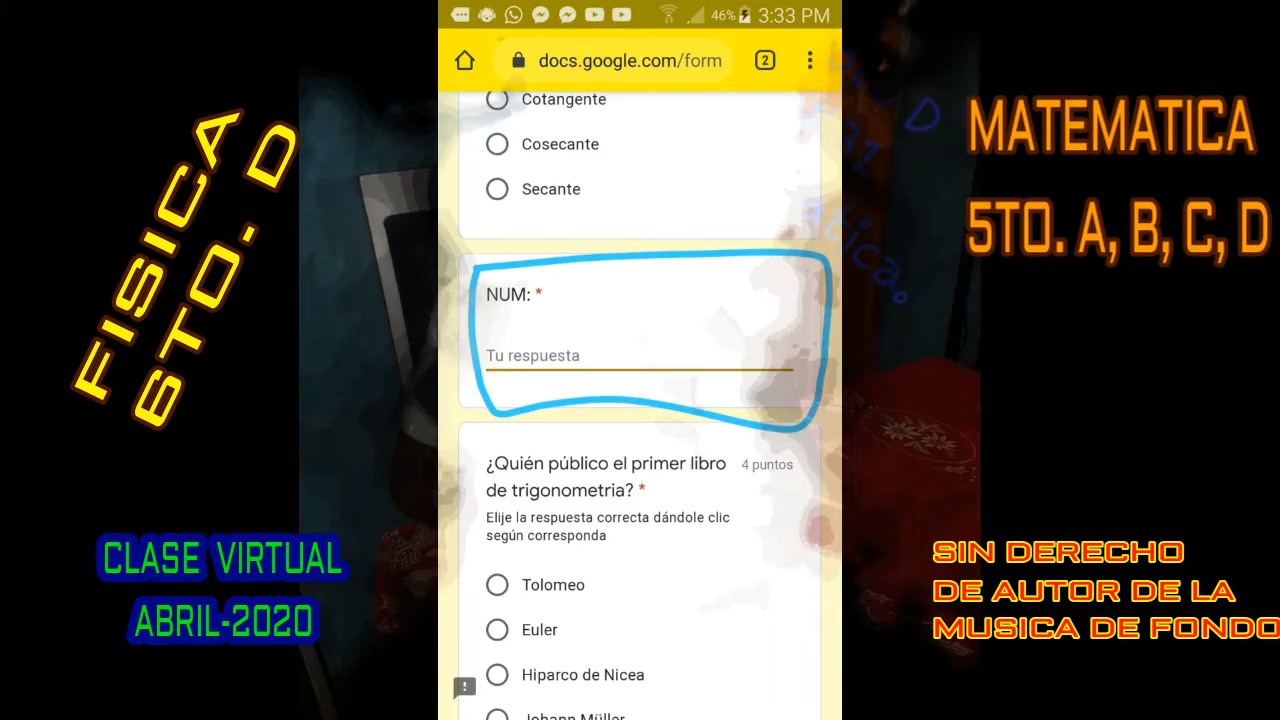 46% 3:33 PM
docs.google.com/form
2
Cotangente
Cosecante
Secante
NUM: *
Tu respuesta
¿Quién público el primer libro
de trigonometria? *
4 puntos
Elije la respuesta correcta dándole clic
según corresponda
Tolomeo
Euler
Hiparco de Nicea
Johann Müller
FISICA
6TO. D
MATEMATICA
5TO. A, B, C, D
CLASE VIRTUAL
ABRIL-2020
SIN DERECHO
DE AUTOR DE LA
MUSICA DE FONDO